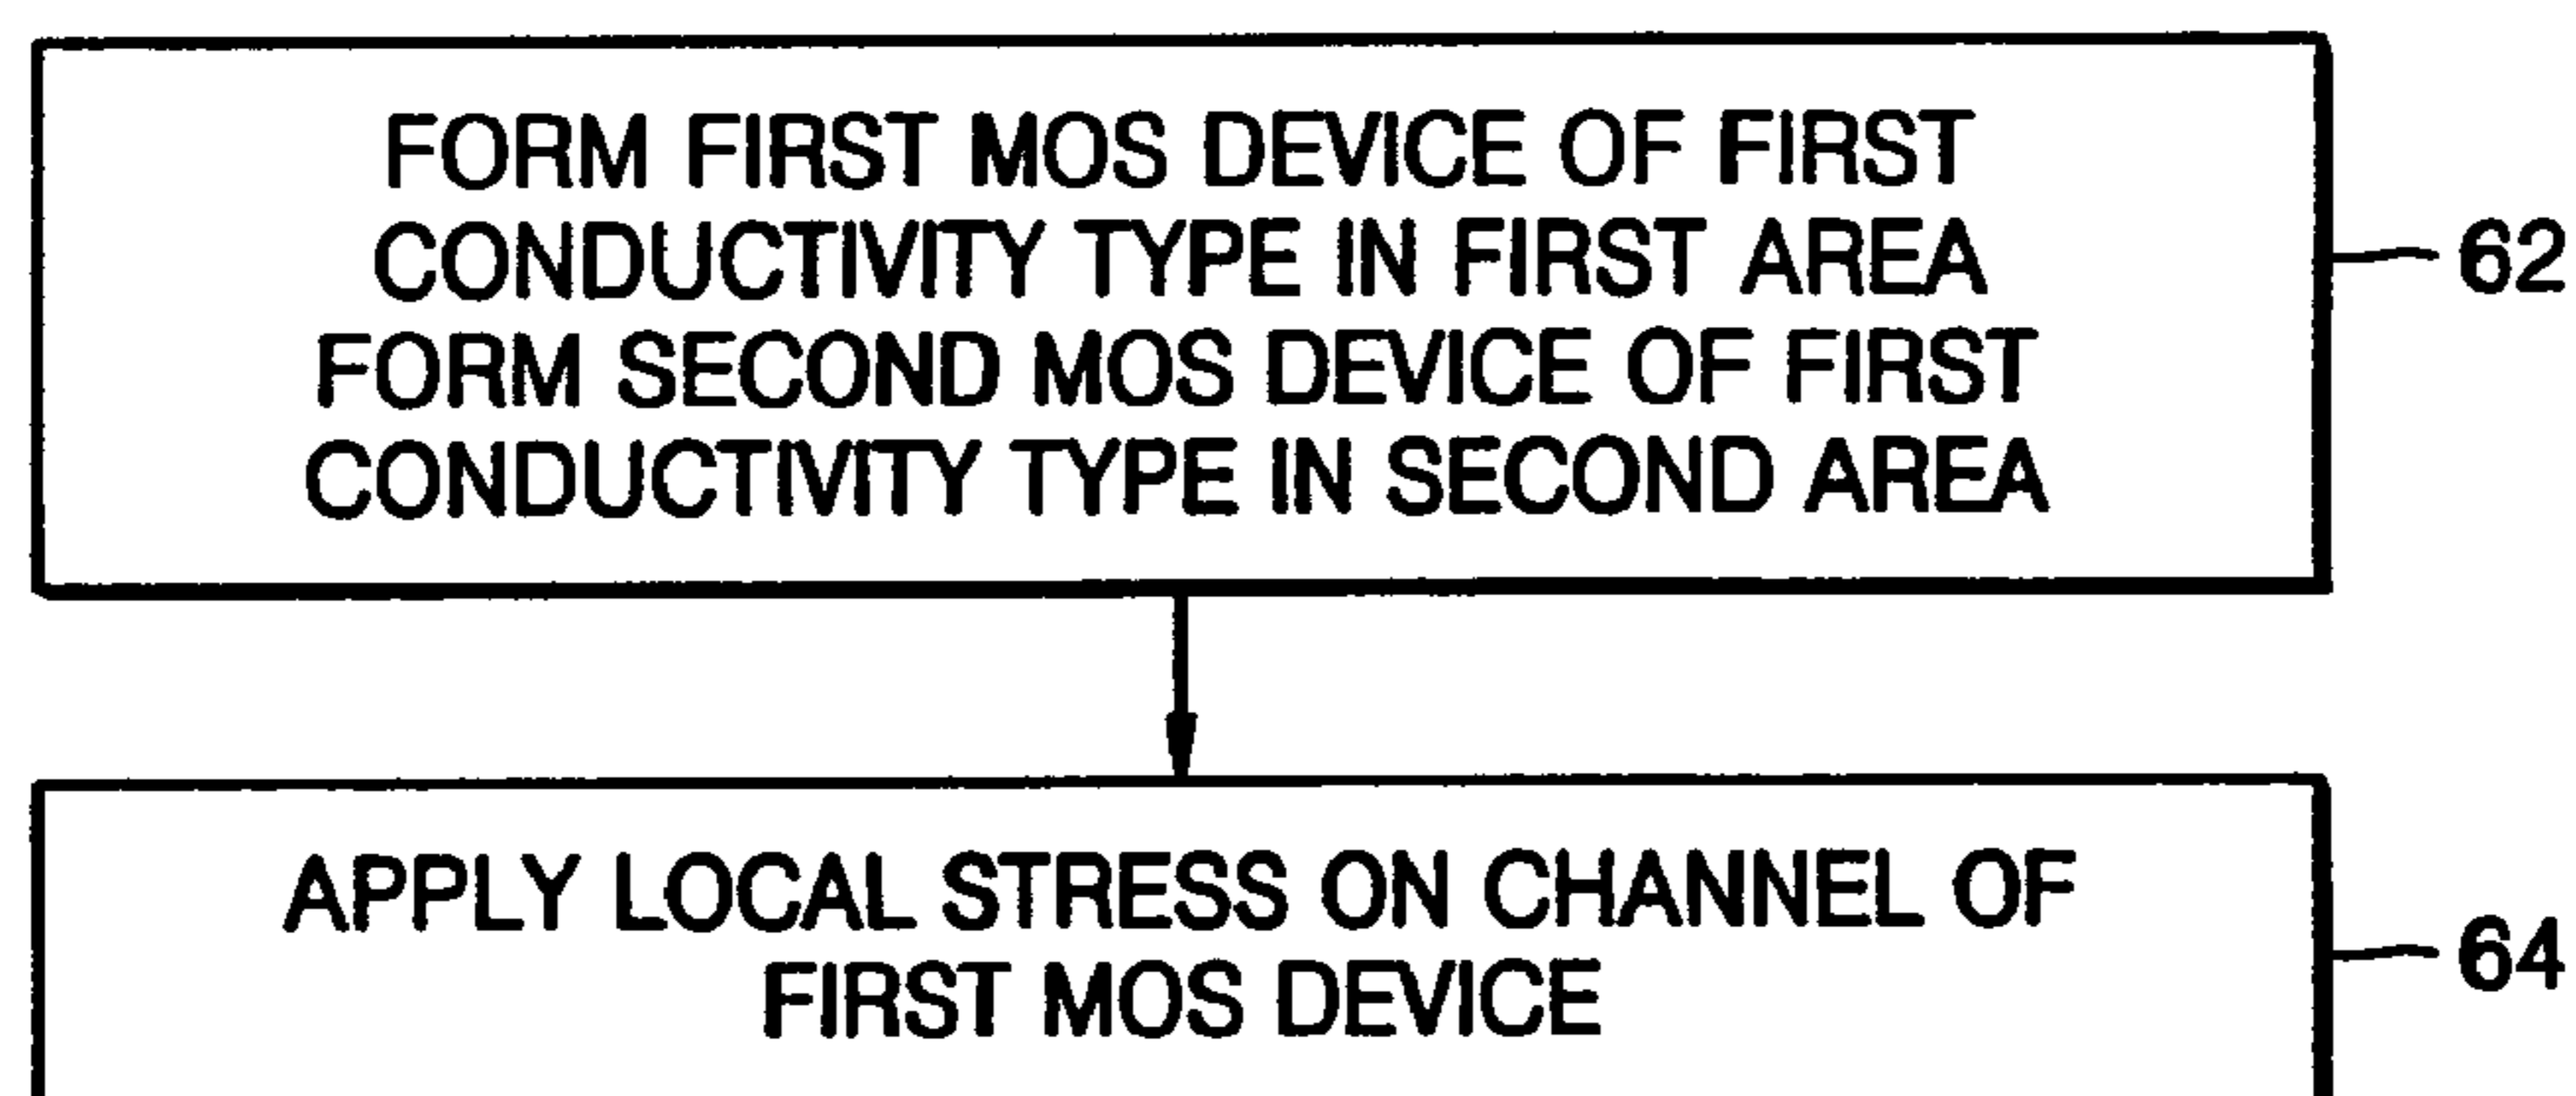 FORM FIRST MOS DEVICE OF FIRST
CONDUCTIVITY TYPE IN FIRST AREA
FORM SECOND MOS DEVICE OF FIRST
CONDUCTIVITY TYPE IN SECOND AREA
62
APPLY LOCAL STRESS ON CHANNEL OF
FIRST MOS DEVICE
64